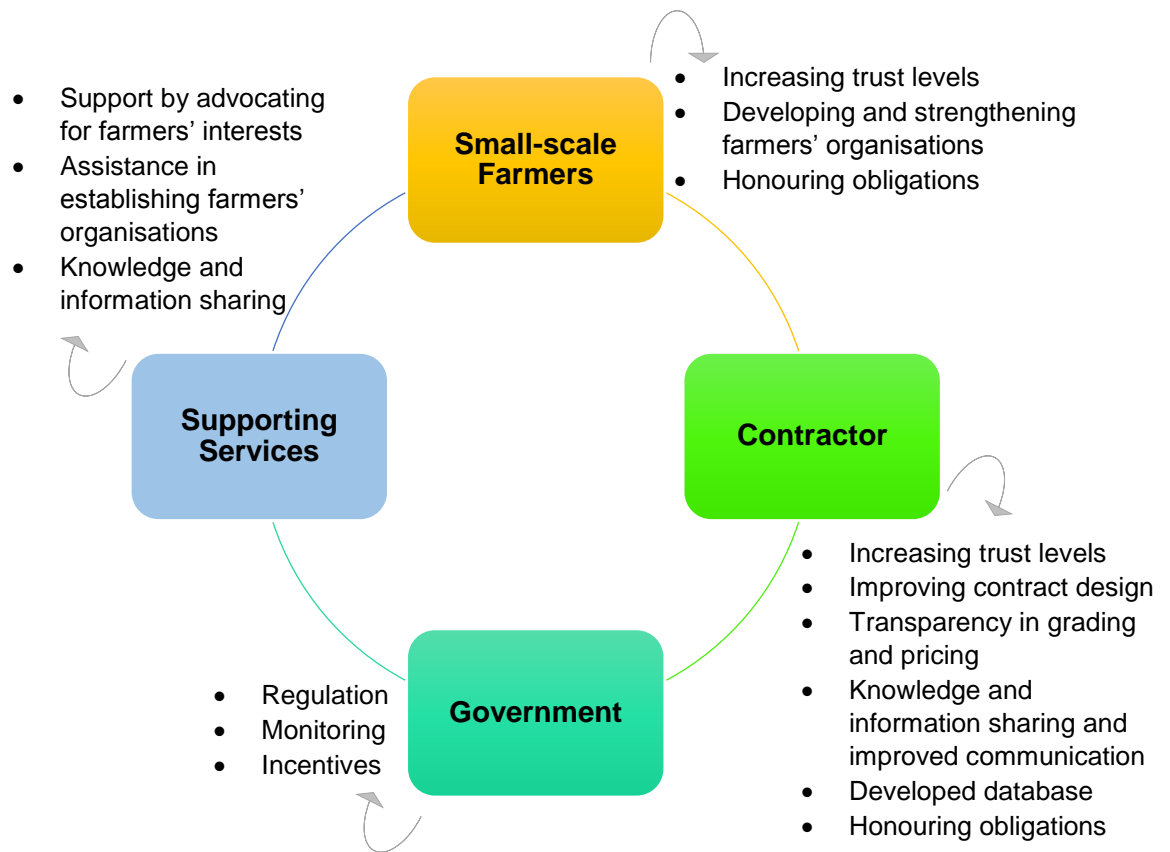 Small-scale
Farmers
• Increasing trust levels
• Developing and strengthening
farmers’ organisations
• Honouring obligations
• Support by advocating
for farmers’ interests
• Assistance in
establishing farmers’
organisations
• Knowledge and
information sharing
Supporting
Services
Contractor
• Increasing trust levels
• Improving contract design
• Transparency in grading
and pricing
• Knowledge and
information sharing and
improved communication
• Developed database
• Honouring obligations
Government
• Regulation
• Monitoring
• Incentives